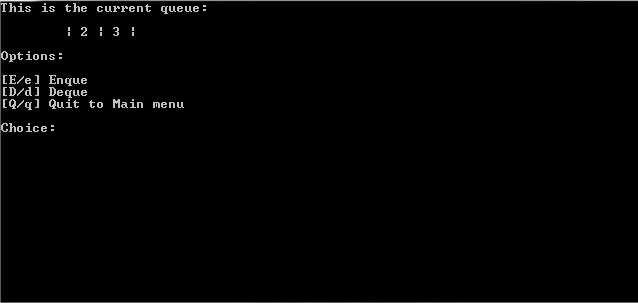 This is the current queue:
¦ 2 ¦ 3 ¦
Options:
[E/e] Enque
[D/d] Deque
[Q/q] Quit to Main menu
Choice: